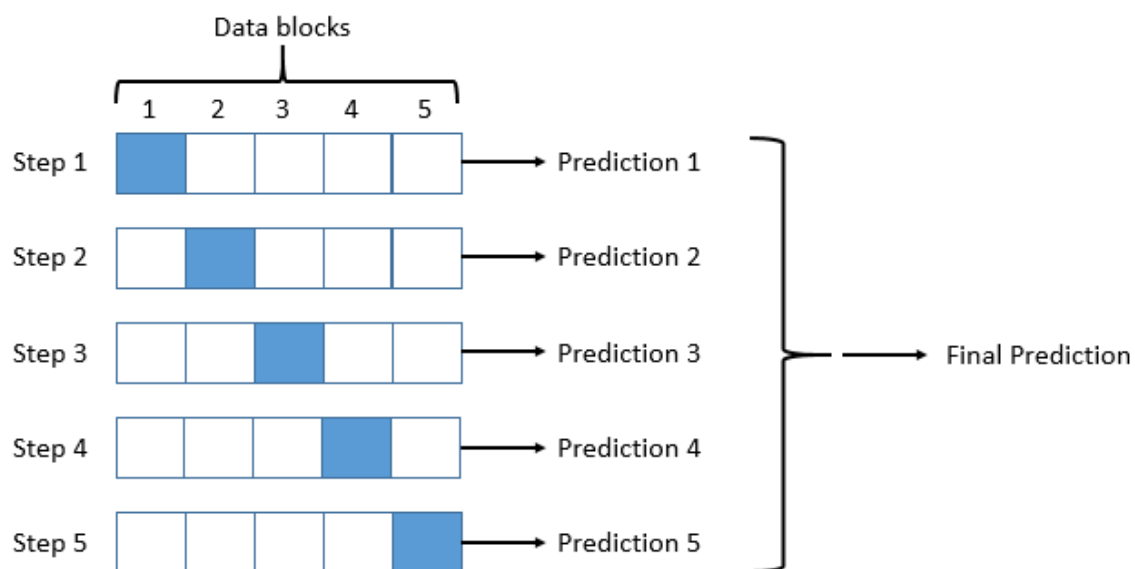 Data blocks
1 2 3 4 5
Step 1 Prediction 1
Step 2 Prediction 2
Step 3 Prediction 3
Final Prediction
Step 4 Prediction 4
Step 5 Prediction 5